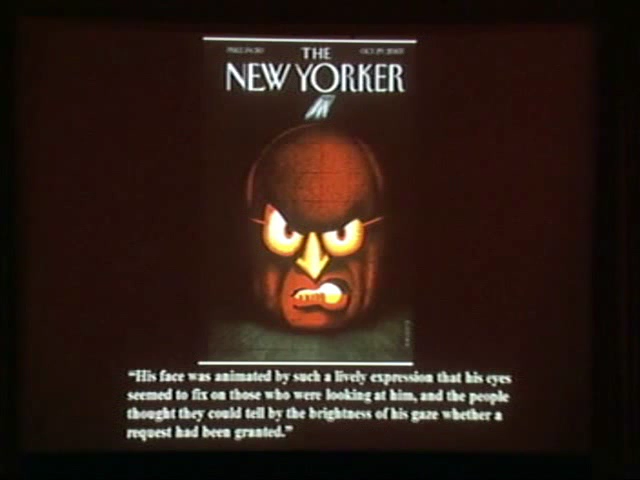 THE
NEW YORKER
"His face was animated by such a lively expression that his eyes
seemed to fix on those who were looking at him, and the people
thought they could tell by the brightness of his gaze whether a
request had been granted."